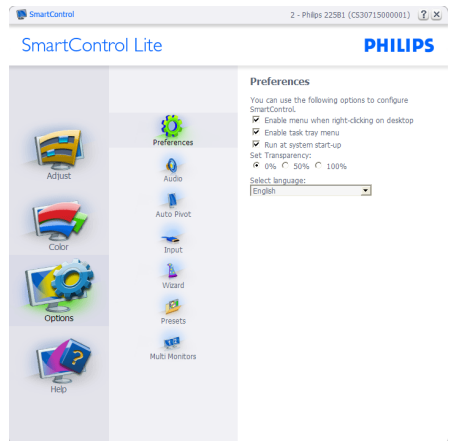 SmartControl
2 - Philips 225B1 (CS30715000001)
?
X
SmartControl Lite
PHILIPS
Adjust
Color
Options
?
Help
Preferences
Audio
Auto Pivot
Input
Wizard
Presets
1 2
Multi Monitors
Preferences
You can use the following options to configure
SmartControl.
Enable menu when right-clicking on desktop
Enable task tray menu
Run at system start-up
Set Transparency:
0% 50% 100%
Select language:
English